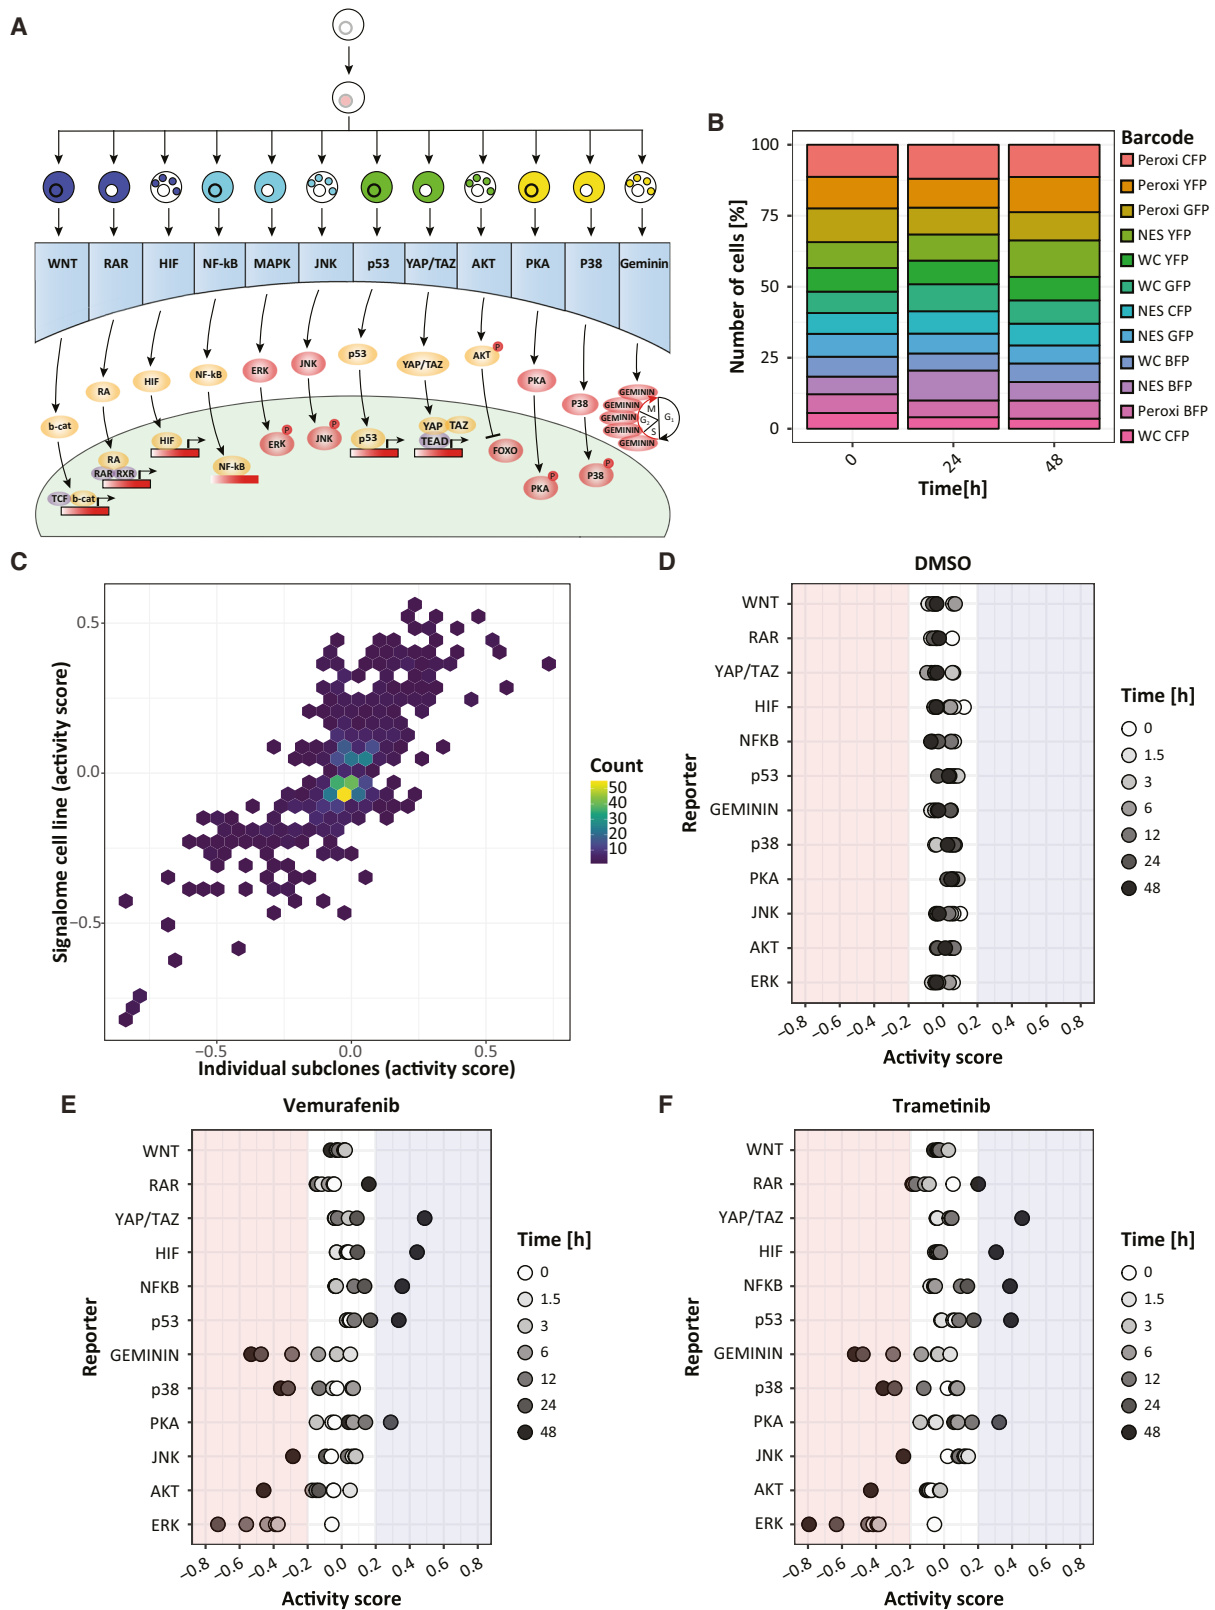 A
WNT RAR HIF NF-kB MAPK JNK p53 YAP/TAZ AKT PKA P38 Geminin
b-cat RA HIF NF-kB ERK JNK p53 YAP/TAZ AKT P PKA P38
GEMININ
GEMININ
GEMININ
GEMININ
GEMININ
M G1 S G2
TCF b-cat
RA
RAR RXR
HIF
NF-kB
ERK P
JNK P
p53
YAP TAZ
TEAD
FOXO
PKA P
P38 P
B
Number of cells [%]
100
75
50
25
0
0 24 48
Time[h]
Barcode
Peroxi CFP
Peroxi YFP
Peroxi GFP
NES YFP
WC YFP
WC GFP
NES CFP
NES GFP
WC BFP
NES BFP
Peroxi BFP
WC CFP
C
Signalome cell line (activity score)
0.5
0.0
−0.5
−0.5 0.0 0.5
Individual subclones (activity score)
Count
50
40
30
20
10
D
DMSO
Reporter
WNT
RAR
YAP/TAZ
HIF
NFKB
p53
GEMININ
p38
PKA
JNK
AKT
ERK
−0.8 −0.6 −0.4 −0.2 0.0 0.2 0.4 0.6 0.8
Activity score
Time [h]
0
1.5
3
6
12
24
48
E
Vemurafenib
Reporter
WNT
RAR
YAP/TAZ
HIF
NFKB
p53
GEMININ
p38
PKA
JNK
AKT
ERK
−0.8 −0.6 −0.4 −0.2 0.0 0.2 0.4 0.6 0.8
Activity score
Time [h]
0
1.5
3
6
12
24
48
F
Trametinib
Reporter
WNT
RAR
YAP/TAZ
HIF
NFKB
p53
GEMININ
p38
PKA
JNK
AKT
ERK
−0.8 −0.6 −0.4 −0.2 0.0 0.2 0.4 0.6 0.8
Activity score
Time [h]
0
1.5
3
6
12
24
48